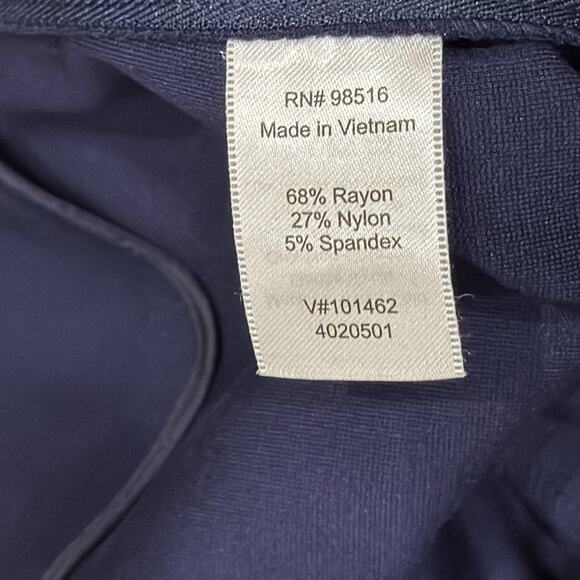 RN# 98516
Made in Vietnam
68% Rayon
27% Nylon
5% Spandex
V#101462
4020501